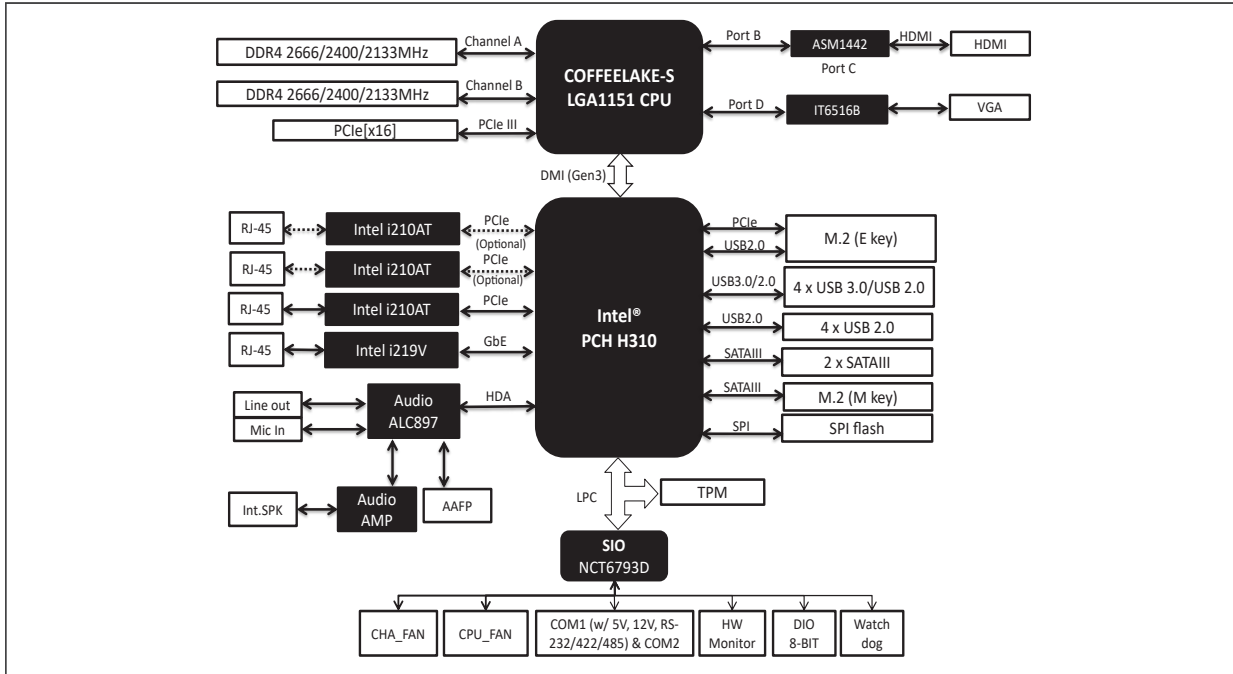 DDR4 2666/2400/2133MHz
Channel A
DDR4 2666/2400/2133MHz
Channel B
PCIe[x16]
PCIe III
COFFEELAKE-S
LGA1151 CPU
Port B
ASM1442
HDMI
HDMI
Port C
Port D
IT6516B
VGA
DMI (Gen3)
RJ-45
Intel i210AT
PCIe
(Optional)
RJ-45
Intel i210AT
PCIe
(Optional)
RJ-45
Intel i210AT
PCIe
RJ-45
Intel i219V
GbE
Line out
Mic In
Audio
ALC897
HDA
Int.SPK
Audio
AMP
AAFP
Intel®
PCH H310
PCIe
USB2.0
M.2 (E key)
USB3.0/2.0
4 x USB 3.0/USB 2.0
USB2.0
4 x USB 2.0
SATAIII
2 x SATAIII
SATAIII
M.2 (M key)
SPI
SPI flash
LPC
TPM
SIO
NCT6793D
CHA_FAN
CPU_FAN
COM1 (w/ 5V, 12V, RS-
232/422/485) & COM2
HW
Monitor
DIO
8-BIT
Watch
dog